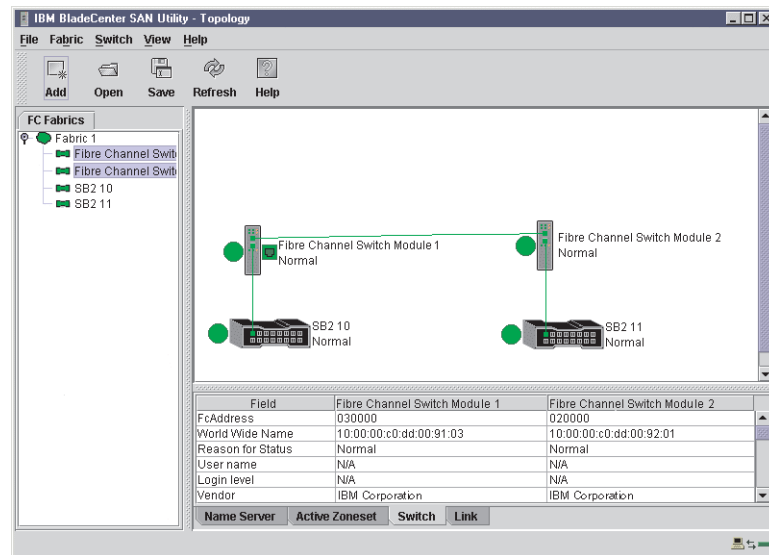 IBM BladeCenter SAN Utility - Topology
File Fabric Switch View Help
Add Open Save Refresh Help
FC Fabrics
Fabric 1
Fibre Channel Swit
Fibre Channel Swit
SB2 10
SB2 11
Fibre Channel Switch Module 1
Normal
Fibre Channel Switch Module 2
Normal
SB2 10
Normal
SB2 11
Normal
Field Fibre Channel Switch Module 1 Fibre Channel Switch Module 2
FcAddress 030000 020000
World Wide Name 10:00:00:c0:dd:00:91:03 10:00:00:c0:dd:00:92:01
Reason for Status Normal Normal
User name N/A N/A
Login level N/A N/A
Vendor IBM Corporation IBM Corporation
Name Server Active Zoneset Switch Link